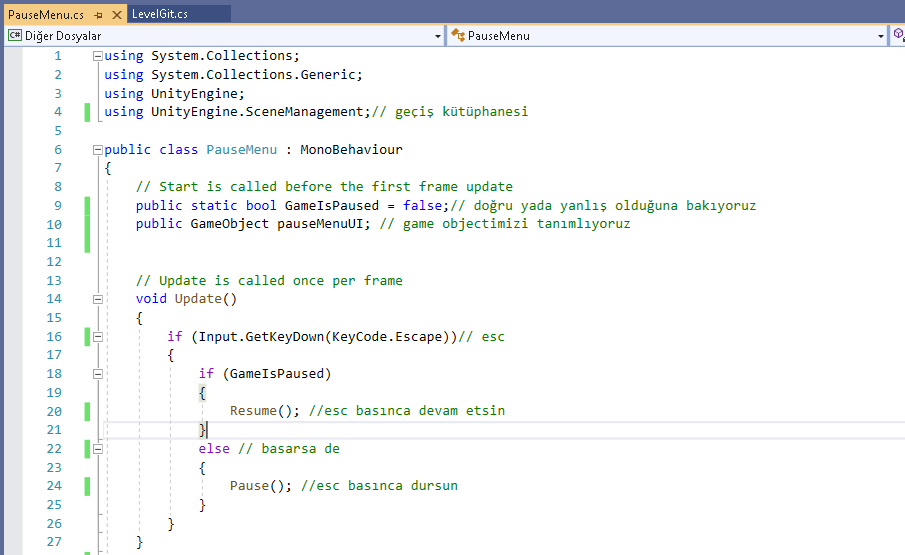 PauseMenu.cs LevelGit.cs
C# Diğer Dosyalar PauseMenu
1 using System.Collections;
2 using System.Collections.Generic;
3 using UnityEngine;
4 using UnityEngine.SceneManagement;// geçiş kütüphanesi
5
6 public class PauseMenu : MonoBehaviour
7 {
8 // Start is called before the first frame update
9 public static bool GameIsPaused = false;// doğru yada yanlış olduğuna bakıyoruz
10 public GameObject pauseMenuUI; // game objectimizi tanımlıyoruz
11
12
13 // Update is called once per frame
14 void Update()
15 {
16 if (Input.GetKeyDown(KeyCode.Escape))// esc
17 {
18 if (GameIsPaused)
19 {
20 Resume(); //esc basınca devam etsin
21 }
22 else // basarsa de
23 {
24 Pause(); //esc basınca dursun
25 }
26 }
27 }